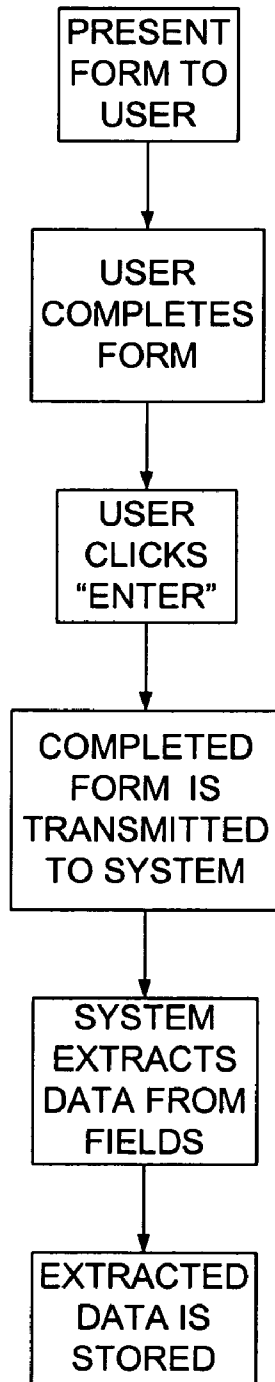 PRESENT
FORM TO
USER
USER
COMPLETES
FORM
USER
CLICKS
“ENTER”
COMPLETED
FORM IS
TRANSMITTED
TO SYSTEM
SYSTEM
EXTRACTS
DATA FROM
FIELDS
EXTRACTED
DATA IS
STORED